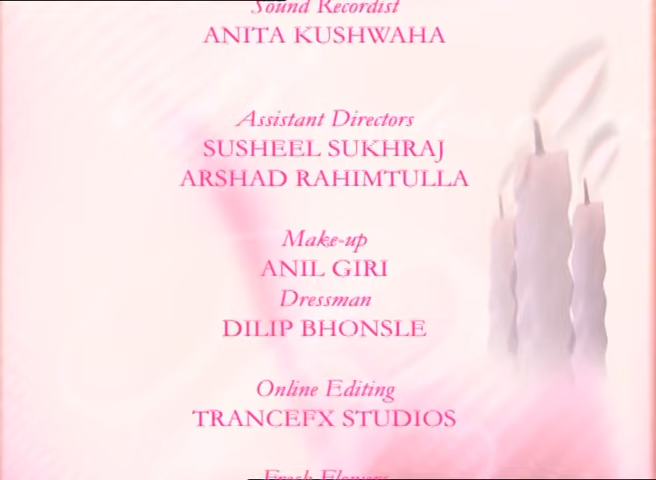 Sound Recordist
ANITA KUSHWAHA
Assistant Directors
SUSHEEL SUKHRAJ
ARSHAD RAHIMTULLA
Make-up
ANIL GIRI
Dressman
DILIP BHONSLE
Online Editing
TRANCEFX STUDIOS
Fresh Flowers